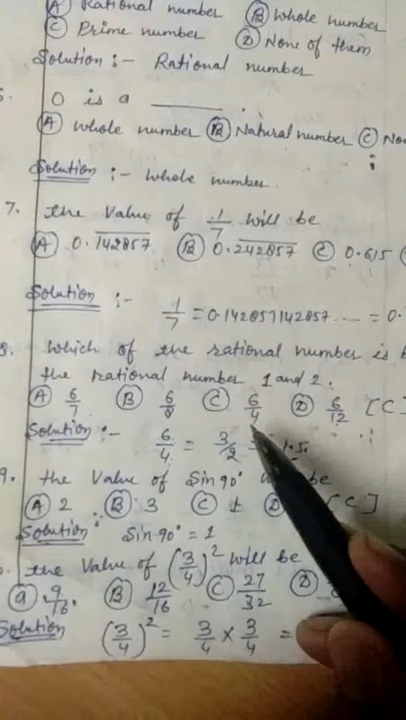 (A) Rational number (B) Whole number
(C) Prime number (D) None of them
Solution :- Rational number
0 is a ______ .
(A) Whole number (B) Natural number (C)
Solution :- Whole number.
7. the Value of 1/7 will be
(A) 0.142857 (B) 0.242857 (C) 0.615
Solution :-
1/7 = 0.142857142857..... = 0.
8. Which of the rational number is
the rational number 1 and 2.
(A) 6/7 (B) 6/8 (C) 6/4 (D) 6/12 [C]
Solution :- 6/4 = 3/2 = 1.5
9. the Value of Sin 90° be
(A) 2 (B) 3 (C) 1 (D) [C]
Solution : Sin 90° = 1
the Value of (3/4)² will be
(a) 9/16. (B) 12/16 (C) 27/32 (D)
Solution (3/4)² = 3/4 × 3/4 =